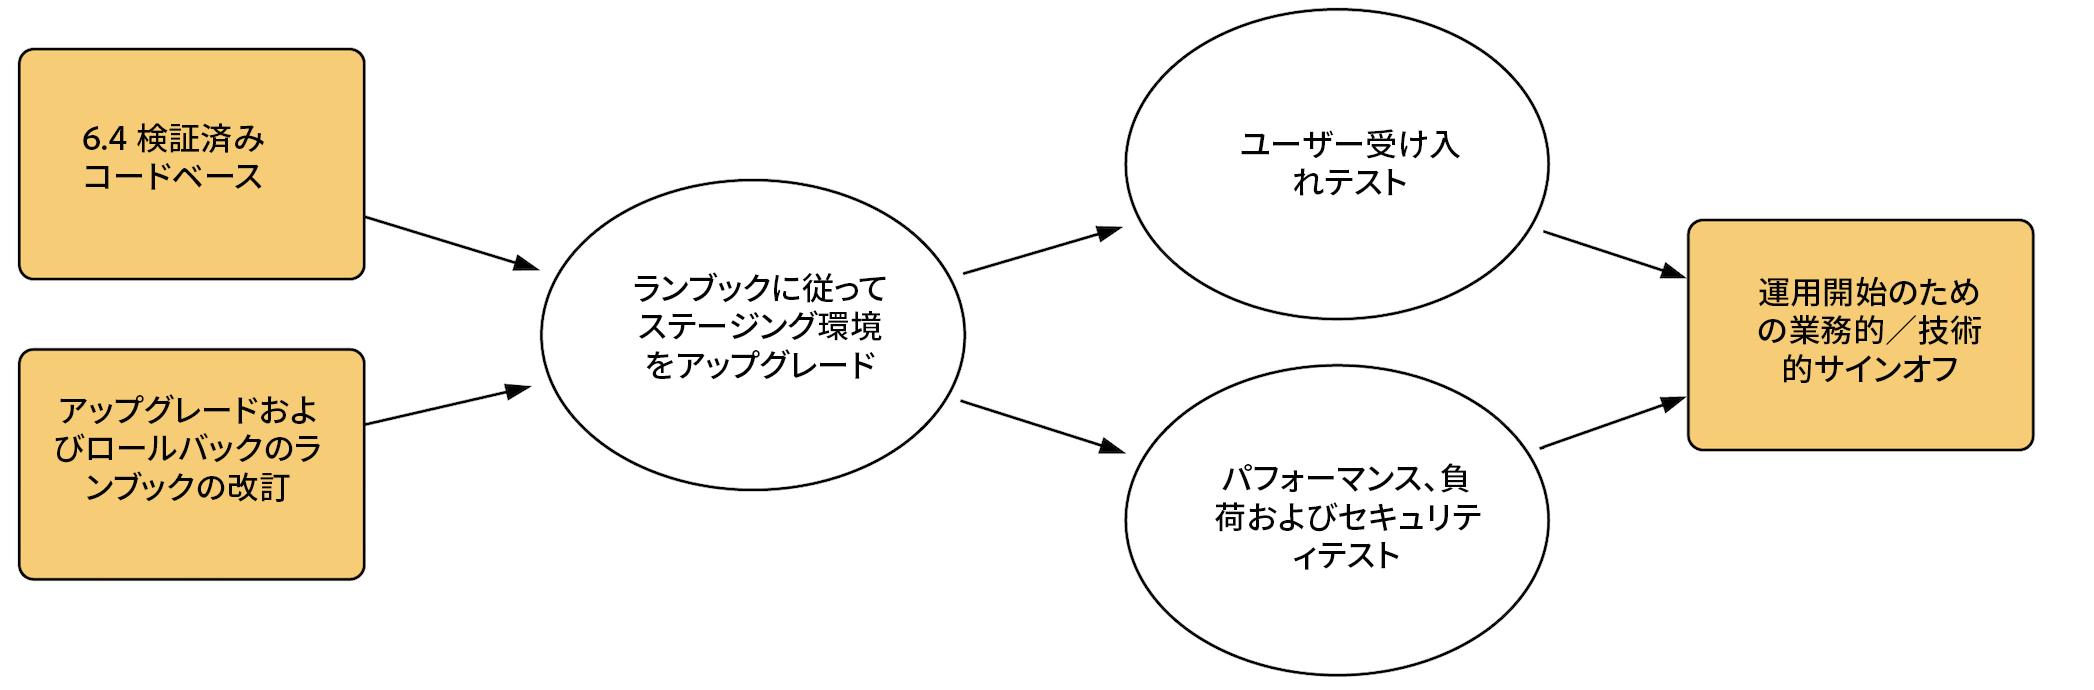 6.4 検証済み
コードベース
アップグレードおよ
びロールバックのラ
ンブックの改訂
ランブックに従って
ステージング環境
をアップグレード
ユーザー受け入
れテスト
パフォーマンス、負
荷およびセキュリテ
ィテスト
運用開始のため
の業務的／技術
的サインオフ